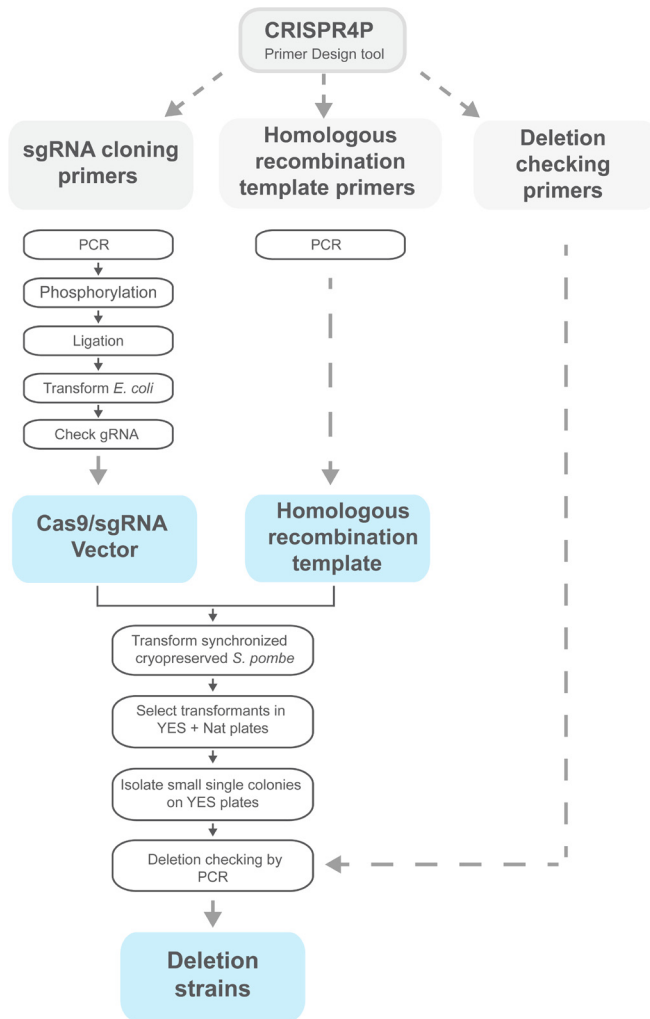 CRISPR4P
Primer Design tool
sgRNA cloning
primers
Homologous
recombination
template primers
Deletion
checking
primers
PCR
Phosphorylation
Ligation
Transform E. coli
Check gRNA
PCR
Cas9/sgRNA
Vector
Homologous
recombination
template
Transform synchronized
cryopreserved S. pombe
Select transformants in
YES + Nat plates
Isolate small single colonies
on YES plates
Deletion checking by
PCR
Deletion
strains